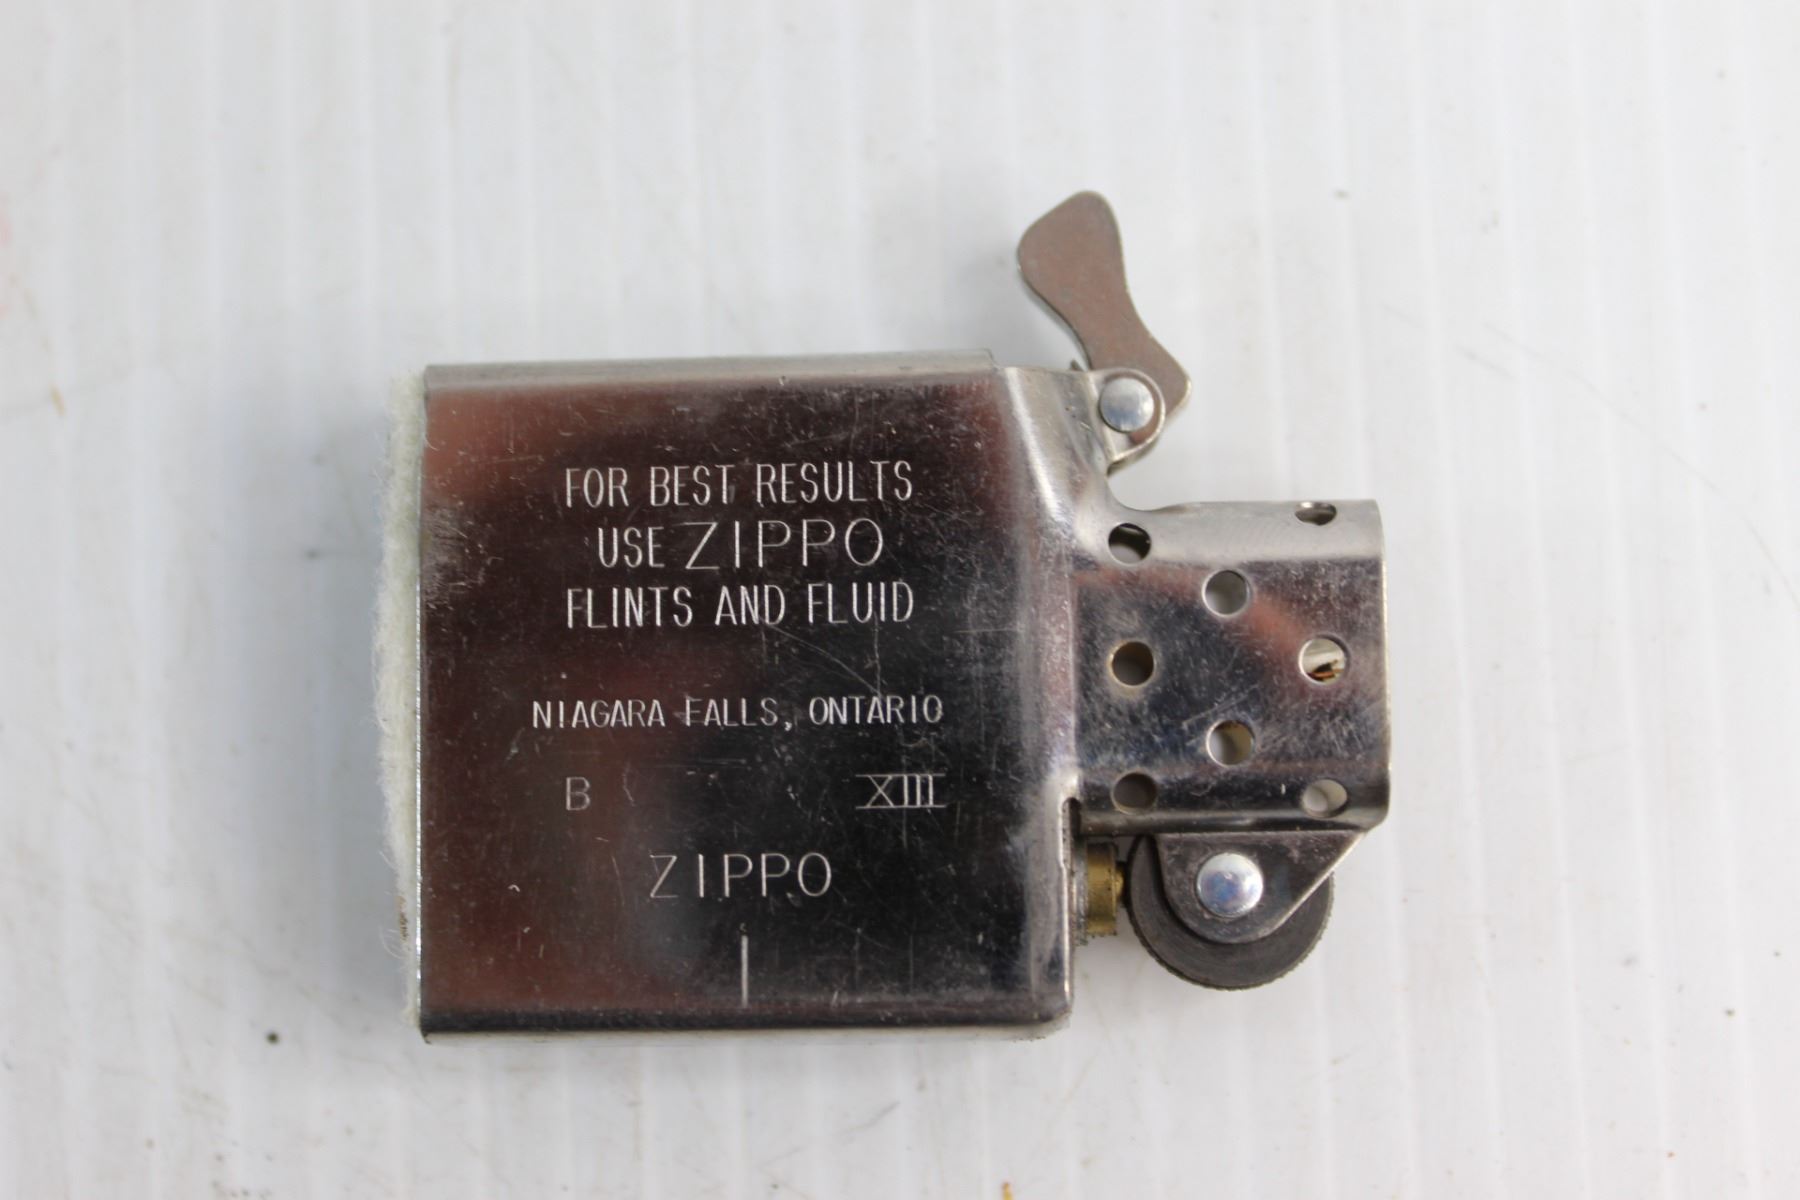 FOR BEST RESULTS
USE ZIPPO
FLINTS AND FLUID
NIAGARA FALLS, ONTARIO
B XIII
ZIPPO